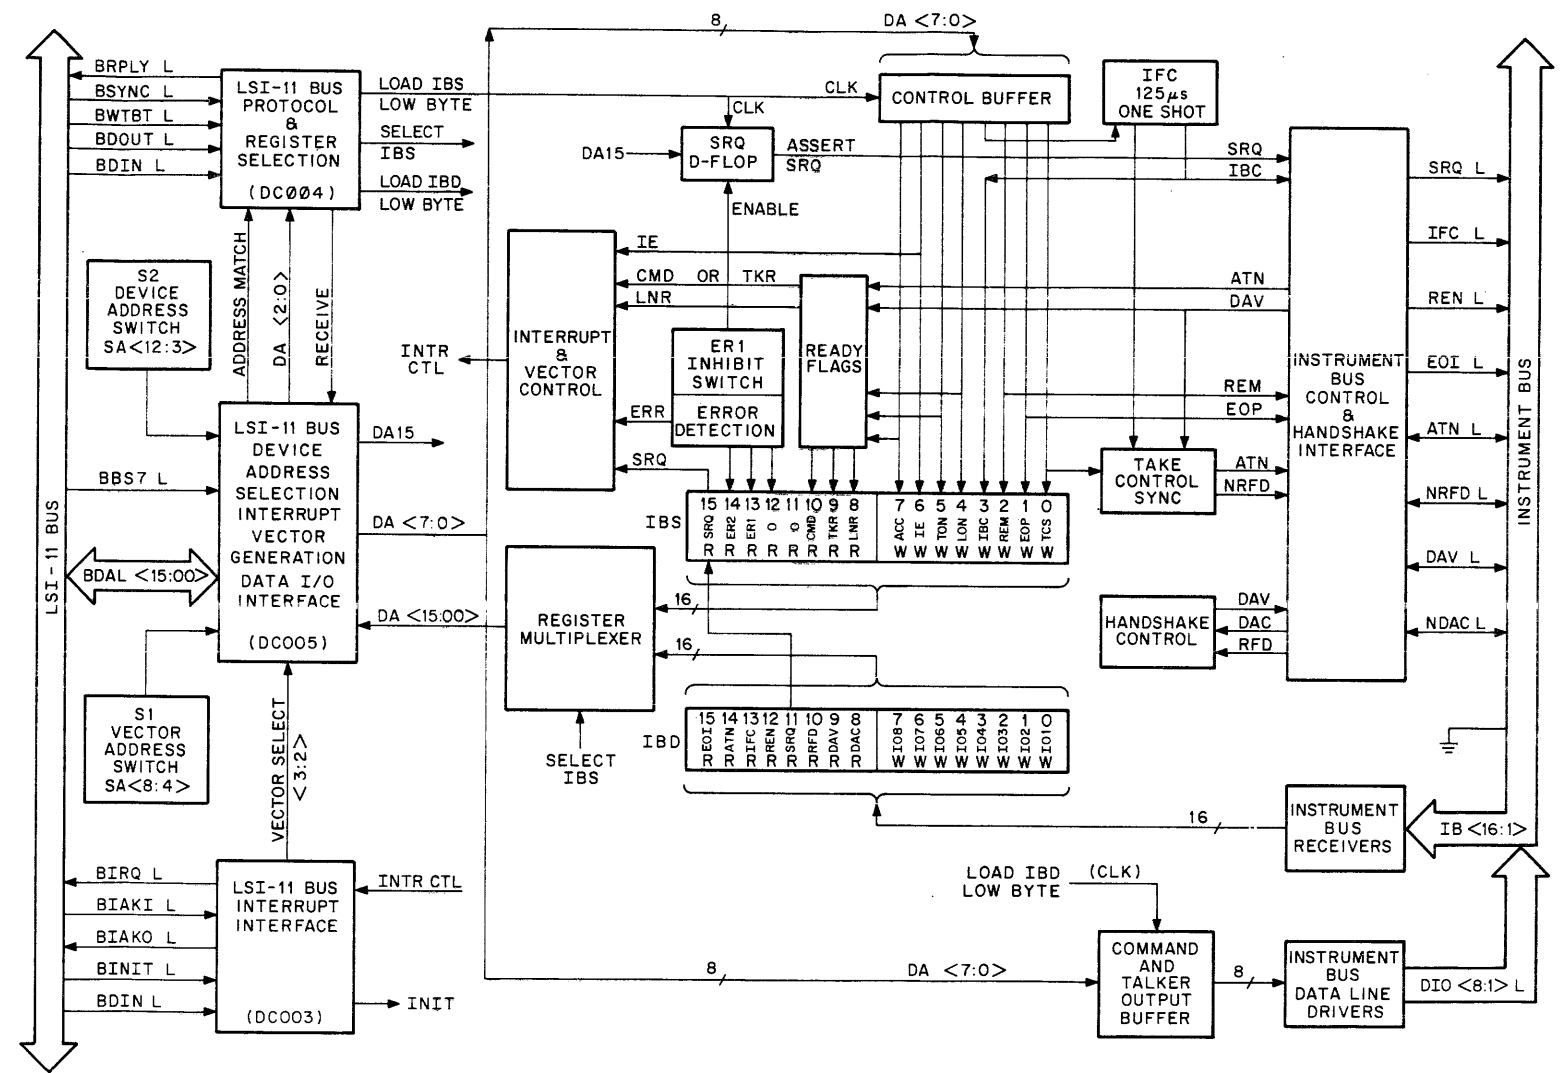 8
DA <7:0>
BRPLY L
BSYNC L
BWTBT L
BDOUT L
BDIN L
LSI-11 BUS
PROTOCOL
&
REGISTER
SELECTION
(DC004)
LOAD IBS
LOW BYTE
SELECT
IBS
LOAD IBD
LOW BYTE
CLK
CLK
CONTROL BUFFER
IFC
125µs
ONE SHOT
DA15
SRQ
D-FLOP
ASSERT
SRQ
ENABLE
SRQ
IBC
ADDRESS MATCH
DA <2:0>
RECEIVE
S2
DEVICE
ADDRESS
SWITCH
SA<12:3>
INTERRUPT
&
VECTOR
CONTROL
INTR
CTL
IE
CMD OR TKR
LNR
ERR
SRQ
ER1
INHIBIT
SWITCH
ERROR
DETECTION
READY
FLAGS
ATN
DAV
REM
EOP
TAKE
CONTROL
SYNC
ATN
NRFD
INSTRUMENT
BUS
CONTROL
&
HANDSHAKE
INTERFACE
SRQ L
IFC L
REN L
EOI L
ATN L
NRFD L
DAV L
NDAC L
INSTRUMENT BUS
LSI-11 BUS
LSI-11 BUS
DEVICE
ADDRESS
SELECTION
INTERRUPT
VECTOR
GENERATION
DATA I/O
INTERFACE
(DC005)
DA15
BBS7 L
DA <7:0>
BDAL <15:00>
DA <15:00>
IBS
15 14 13 12 11 10 9 8 7 6 5 4 3 2 1 0
SRQ ER2 ER1 0 0 CMD TKR LNR ACC IE TON LON IBC REM EOP TCS
R R R R R R R R W W W W W W W W
REGISTER
MULTIPLEXER
16
16
SELECT
IBS
HANDSHAKE
CONTROL
DAV
DAC
RFD
S1
VECTOR
ADDRESS
SWITCH
SA<8:4>
VECTOR SELECT
<3:2>
IBD
15 14 13 12 11 10 9 8 7 6 5 4 3 2 1 0
EOI ATN IFC REN SRQ RFD DAV DAC IO8 IO7 IO6 IO5 IO4 IO3 IO2 IO1
R R R R R R R R W W W W W W W W
16
INSTRUMENT
BUS
RECEIVERS
IB <16:1>
BIRQ L
BIAKI L
BIAKO L
BINIT L
BDIN L
LSI-11 BUS
INTERRUPT
INTERFACE
(DC003)
INTR CTL
INIT
LOAD IBD
LOW BYTE
(CLK)
8
DA <7:0>
COMMAND
AND
TALKER
OUTPUT
BUFFER
8
INSTRUMENT
BUS
DATA LINE
DRIVERS
DIO <8:1> L